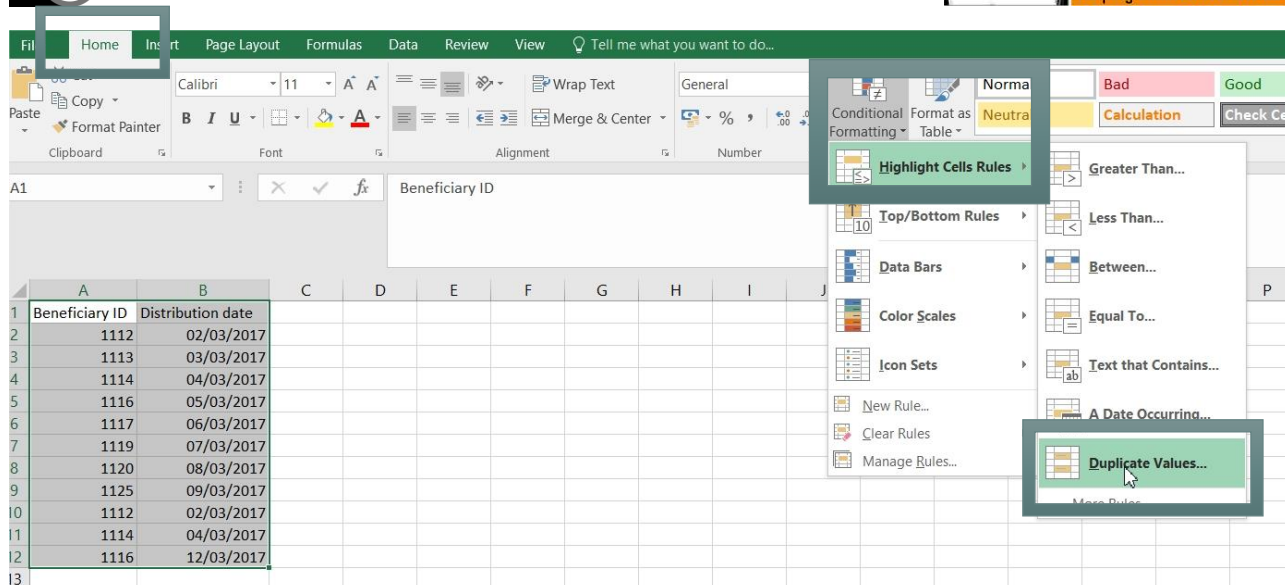 Fil Home Insert Page Layout Formulas Data Review View Tell me what you want to do...
Calibri 11 A A Wrap Text General Conditional Formatting Format as Table Normal Bad Good
Paste Copy Format Painter B I U A Merge & Center % , .00 Neutral Calculation Check Ce
Clipboard Font Alignment Number
A1 fx Beneficiary ID
Highlight Cells Rules
Top/Bottom Rules
Data Bars
Color Scales
Icon Sets
New Rule...
Clear Rules
Manage Rules...
Greater Than...
Less Than...
Between...
Equal To...
Text that Contains...
A Date Occurring...
Duplicate Values...
A B C D E F G H I J P
1 Beneficiary ID Distribution date
2 1112 02/03/2017
3 1113 03/03/2017
4 1114 04/03/2017
5 1116 05/03/2017
6 1117 06/03/2017
7 1119 07/03/2017
8 1120 08/03/2017
9 1125 09/03/2017
10 1112 02/03/2017
11 1114 04/03/2017
12 1116 12/03/2017
13